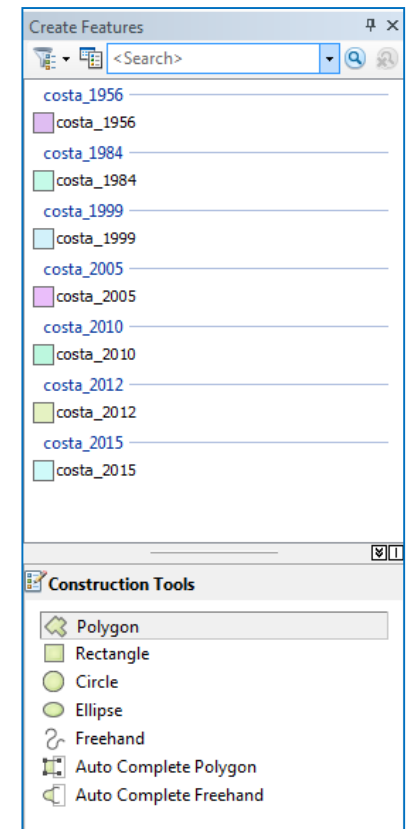 Create Features
<Search>
costa_1956
costa_1956
costa_1984
costa_1984
costa_1999
costa_1999
costa_2005
costa_2005
costa_2010
costa_2010
costa_2012
costa_2012
costa_2015
costa_2015
Construction Tools
Polygon
Rectangle
Circle
Ellipse
Freehand
Auto Complete Polygon
Auto Complete Freehand